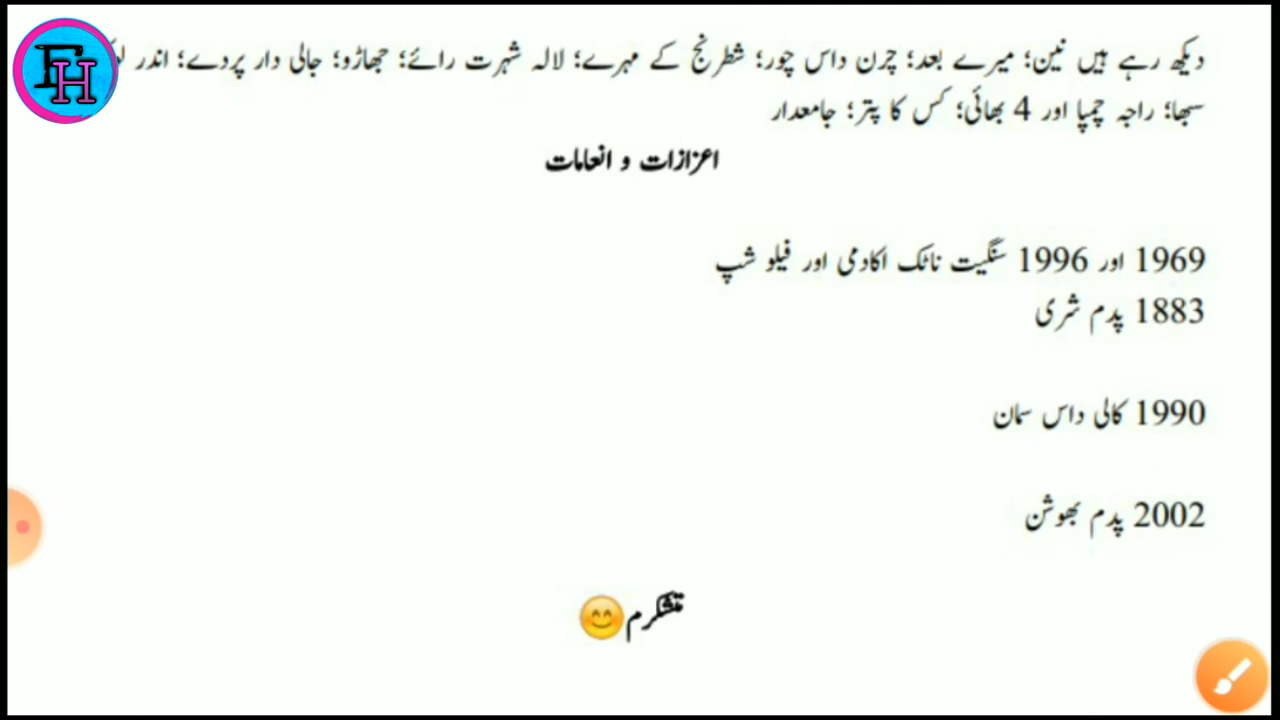 دیکھ رہے ہیں نین؛ میرے بعد؛ چرن داس چور؛ شطرنج کے مہرے؛ لالہ شہرت رائے؛ جھاڑو؛ جالی دار پردے؛ اندر
سبھا؛ راجہ چمپا اور 4 بھائی؛ کس کا پتر؛ جامعدار
اعزازات و انعامات
1969 اور 1996 سنگیت ناٹک اکادمی اور فیلو شپ
1883 پدم شری
1990 کالی داس سمان
2002 پدم بھوشن
متشکرم😊
FH